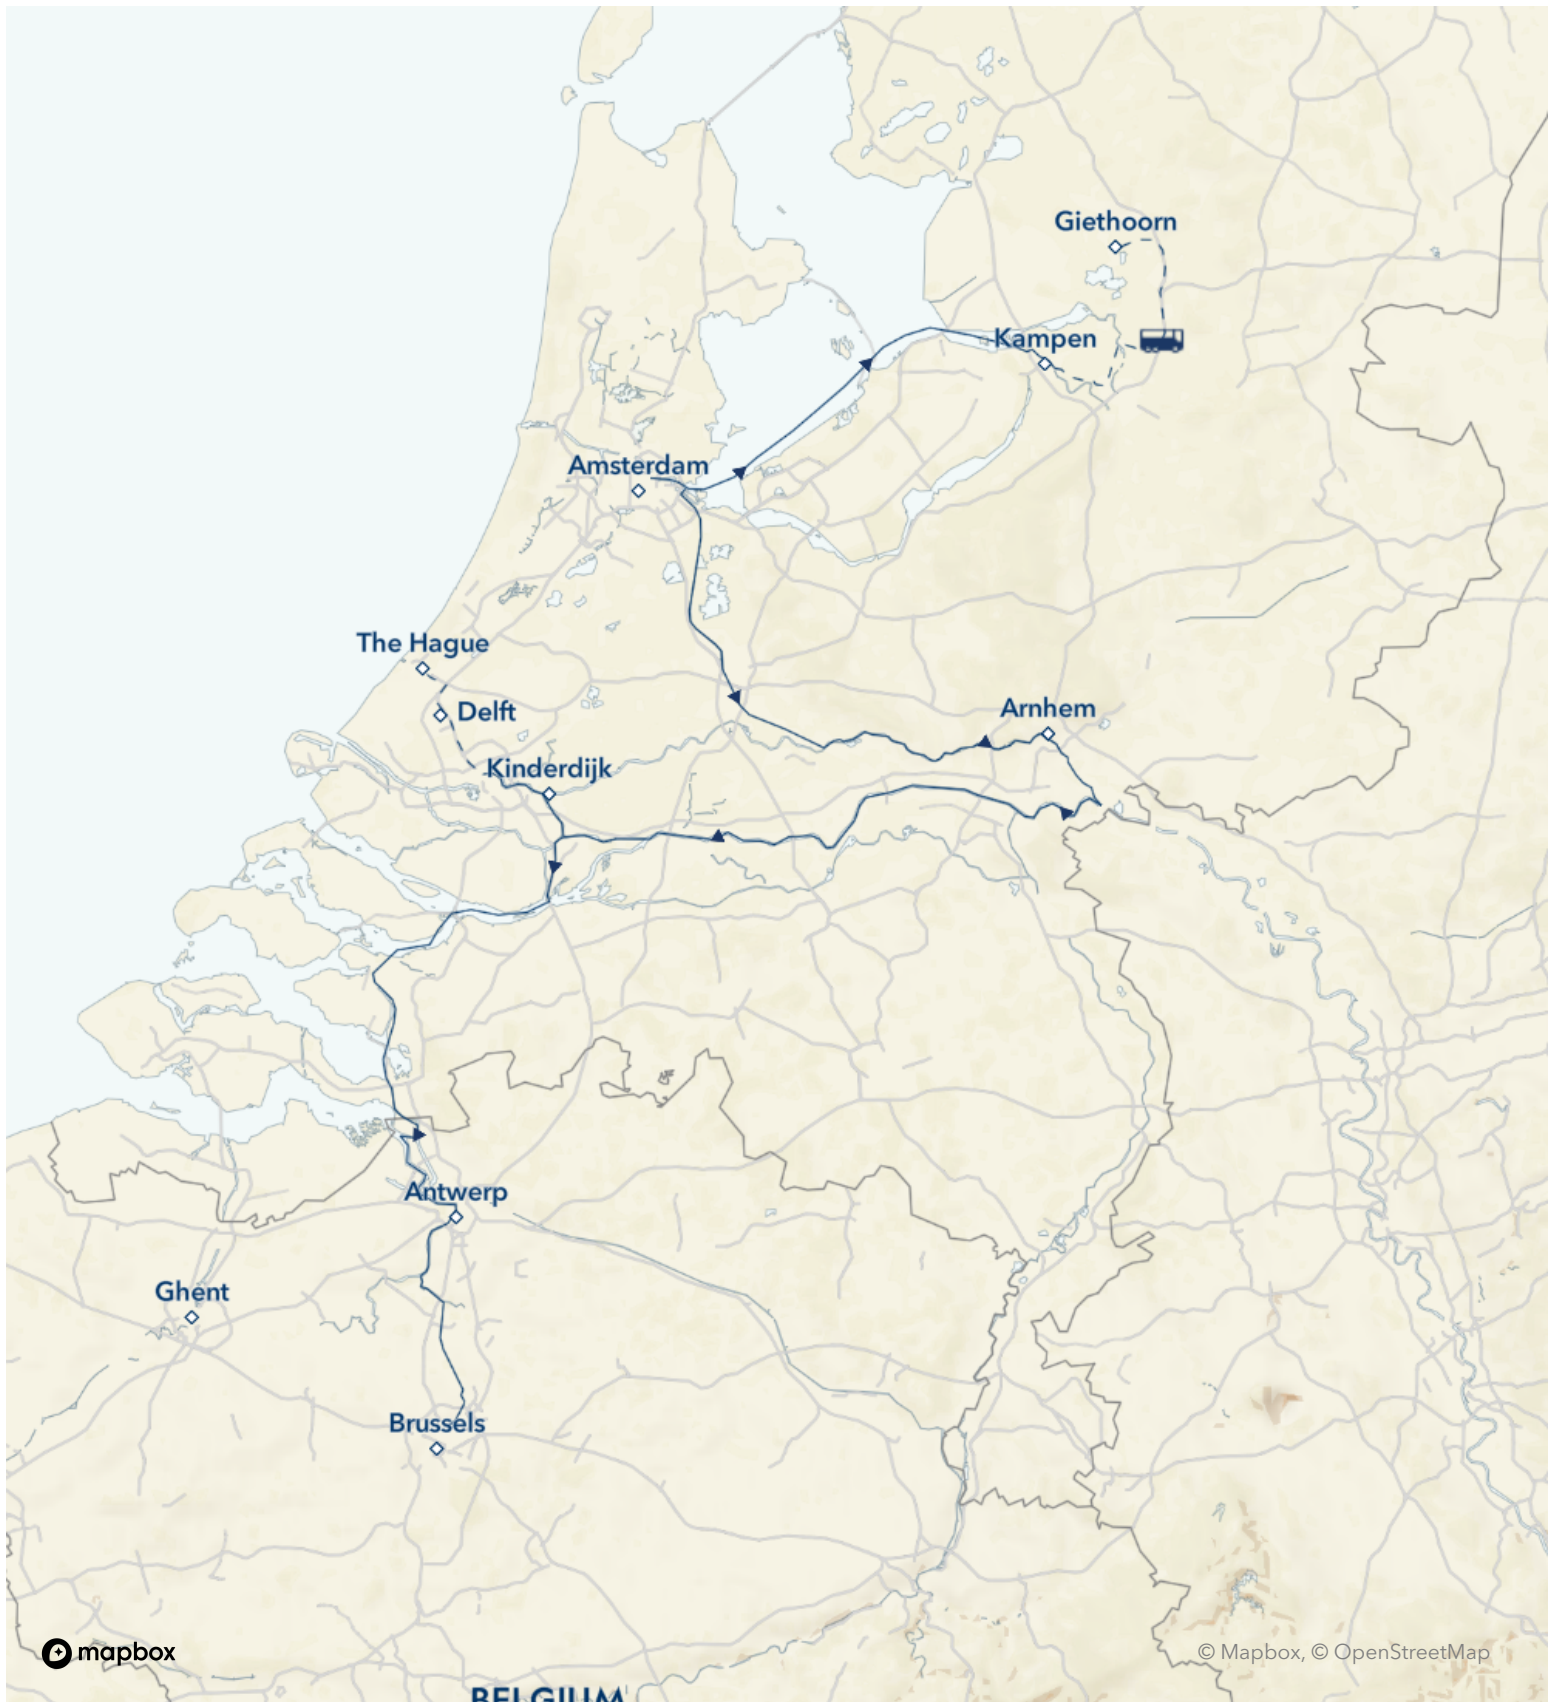 Giethoorn
Kampen
Amsterdam
The Hague
Delft
Arnhem
Kinderdijk
Antwerp
Ghent
Brussels
mapbox
© Mapbox, © OpenStreetMap
BELGIUM